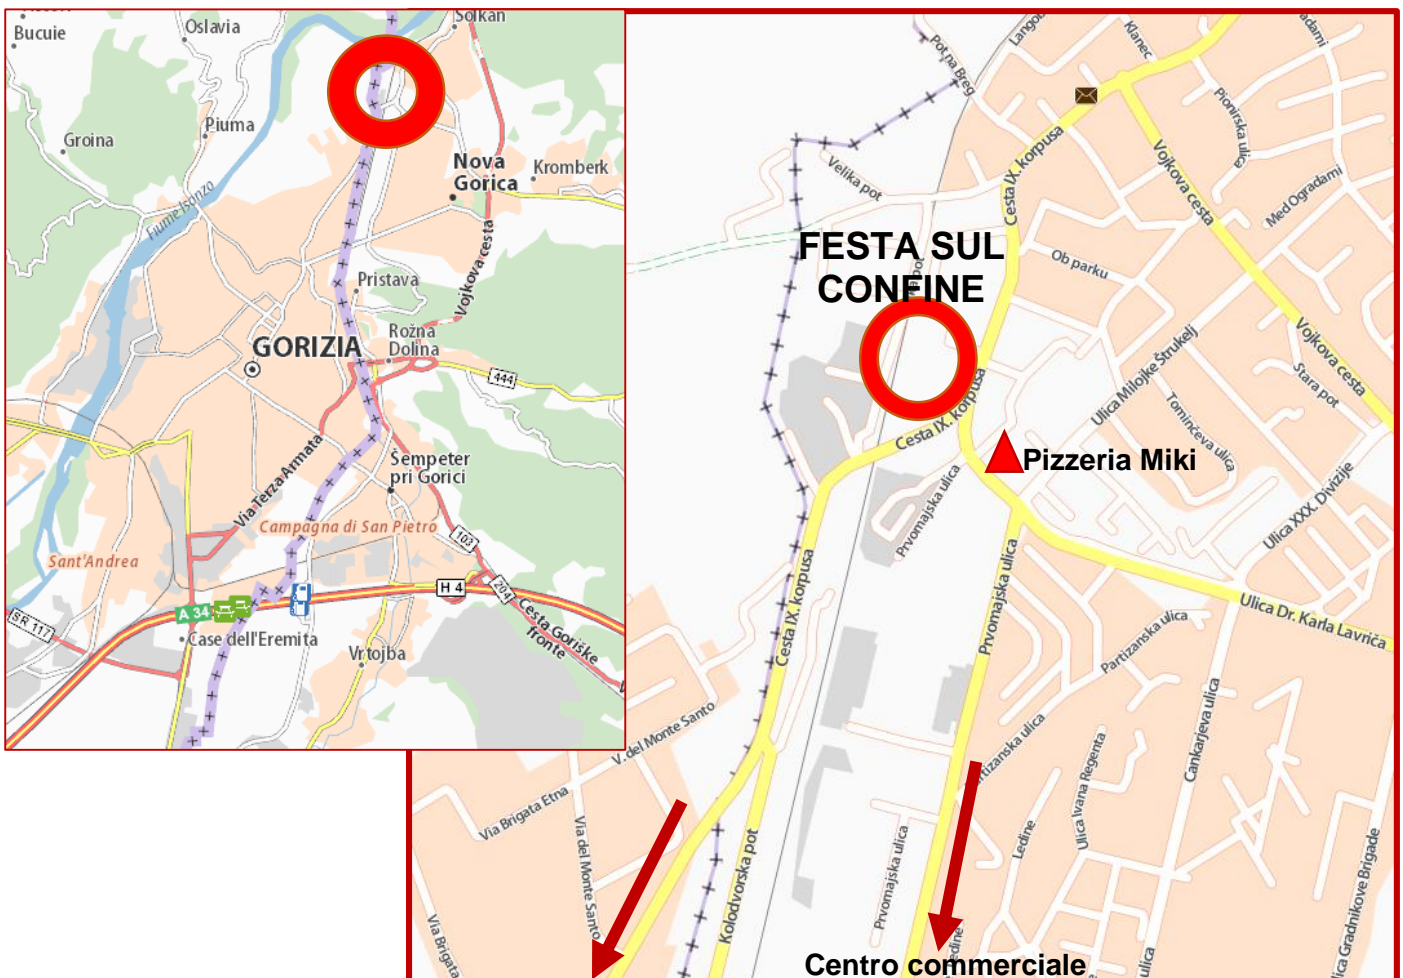 Solkan
Oslavia
Bucuie
Piuma
Groina
Fiume Isonzo
Nova
Gorica
Kromberk
Vojkova cesta
Pristava
Rožna
Dolina
GORIZIA
444
Via Terza Armata
Šempeter
pri Gorici
Campagna di San Pietro
Sant'Andrea
103
204
H 4
A 34
SR 117
Case dell'Eremita
Vrtojba
Cesta Goriške
fronte
Pot na Breg
Klanec
Pionirska ulica
Cesta IX. korpusa
Vojkova cesta
Med Ogradami
Velika pot
FESTA SUL
CONFINE
Ob parku
Vojkova cesta
Stara pot
Ulica Milojke Štrukelj
Tominčeva ulica
Cesta IX. korpusa
Pizzeria Miki
Prvomajska ulica
Ulica XXX. Divizije
Cesta IX. korpusa
Prvomajska ulica
Ulica Dr. Karla Lavriča
Partizanska ulica
Cankarjeva ulica
V. del Monte Santo
Partizanska ulica
Ulica Ivana Regenta
Via Brigata Etna
Via del Monte Santo
Ledine
Prvomajska ulica
Kolodvorska pot
Ulica Gradnikove Brigade
Via Brigata
Ledine
ulica
Centro commerciale